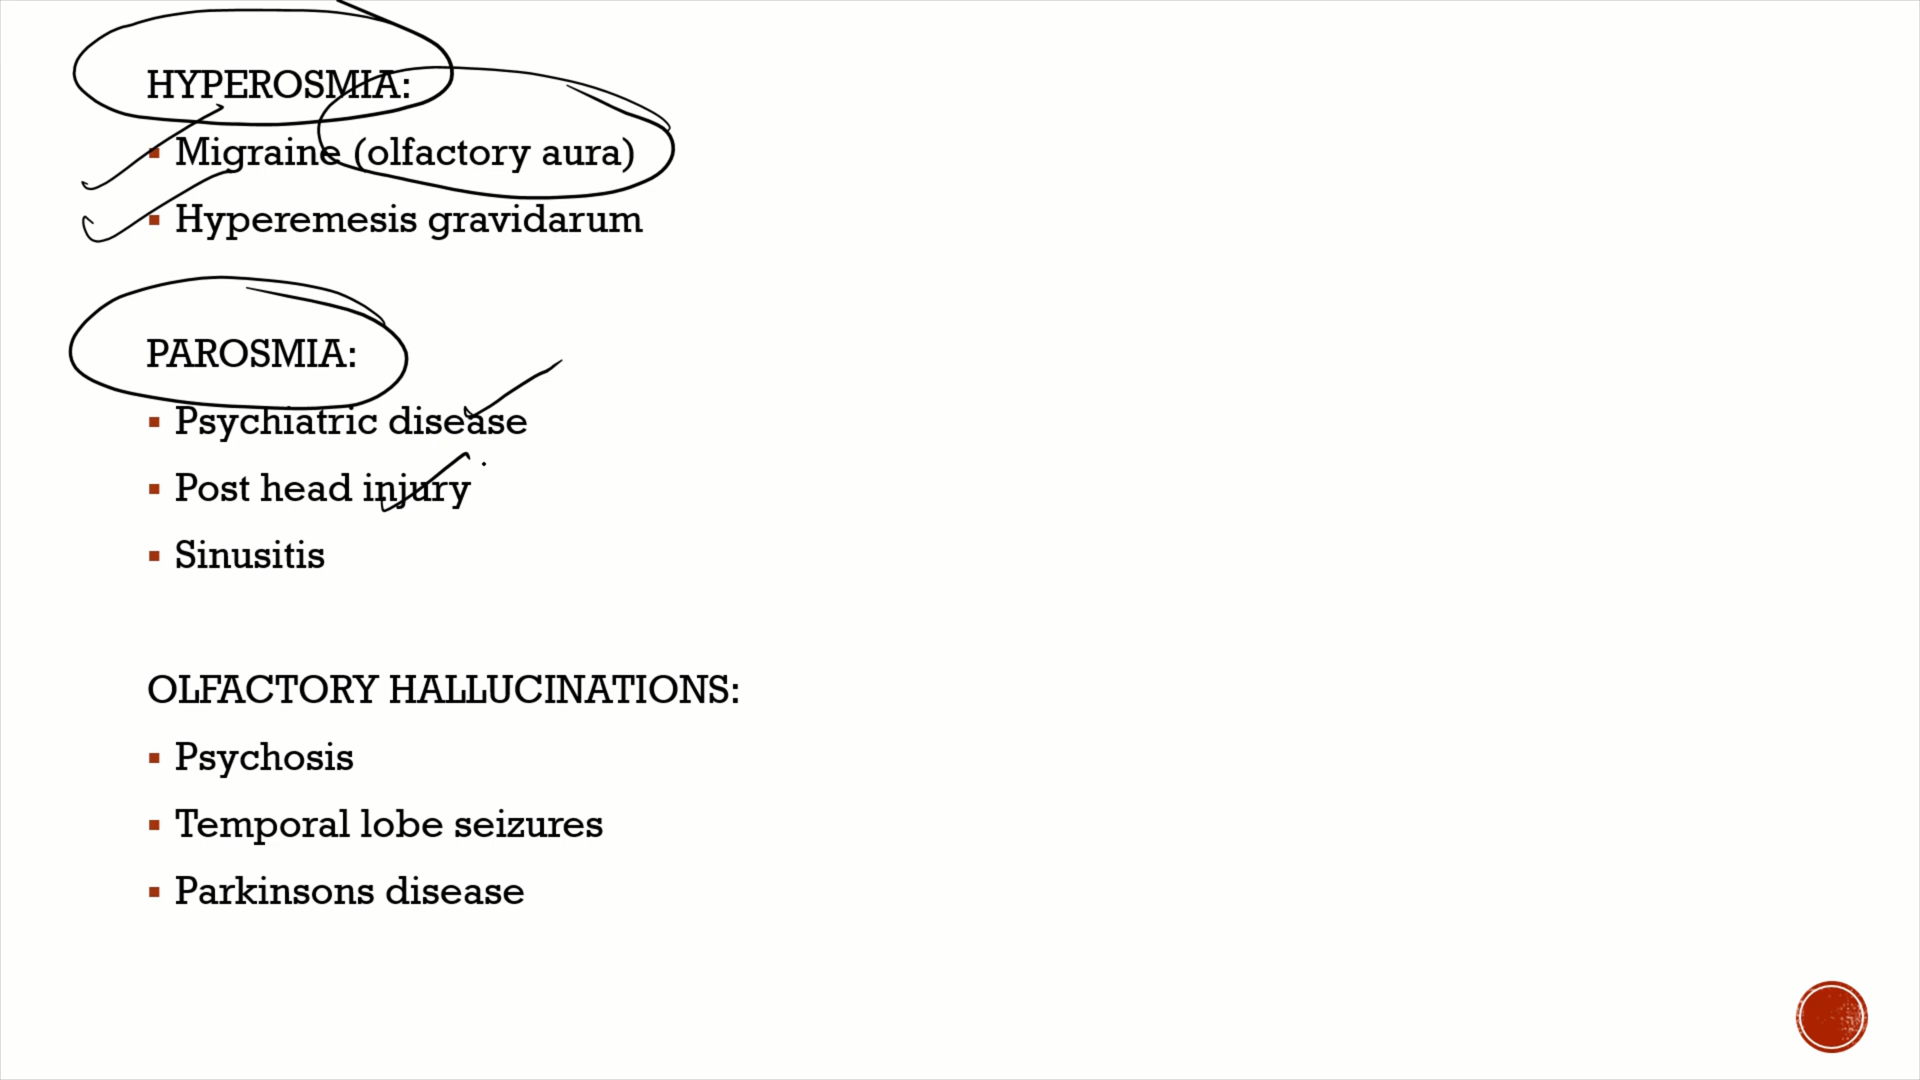 HYPEROSMIA:
▪ Migraine (olfactory aura)
▪ Hyperemesis gravidarum
PAROSMIA:
▪ Psychiatric disease
▪ Post head injury
▪ Sinusitis
OLFACTORY HALLUCINATIONS:
▪ Psychosis
▪ Temporal lobe seizures
▪ Parkinsons disease